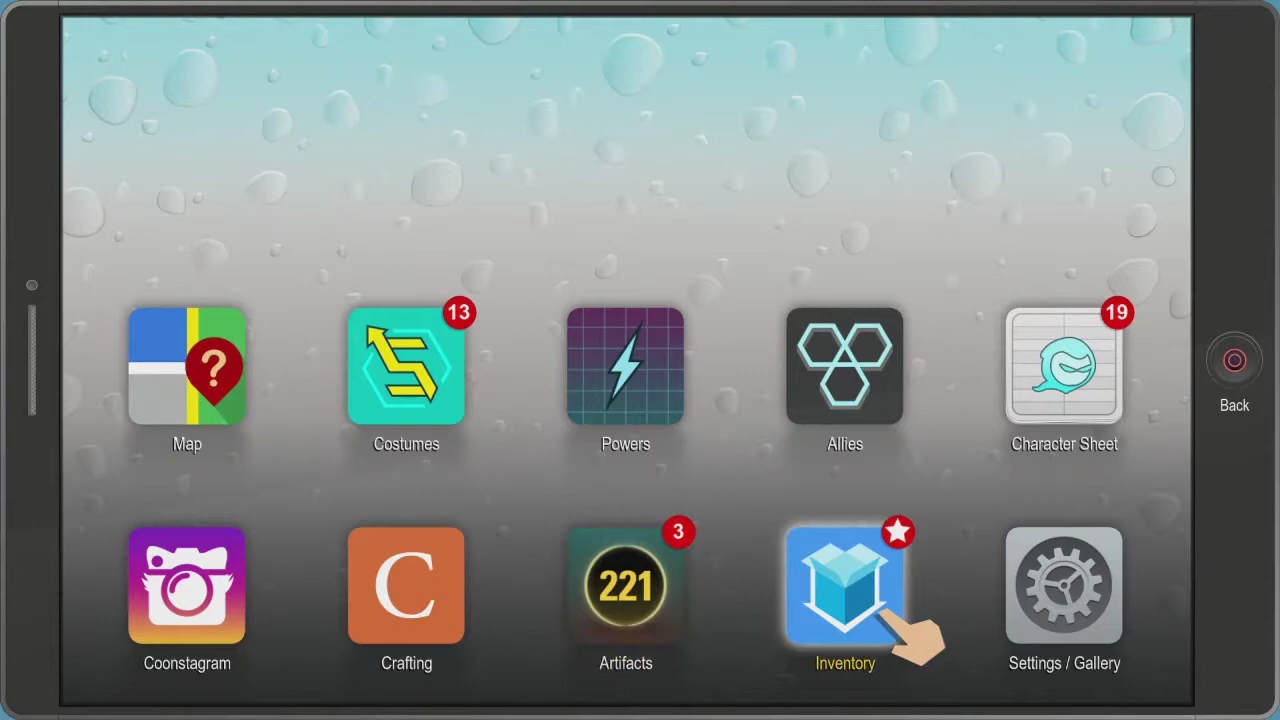 13
19
?
Map
Costumes
Powers
Allies
Character Sheet
Back
3
C
221
Coonstagram
Crafting
Artifacts
Inventory
Settings / Gallery